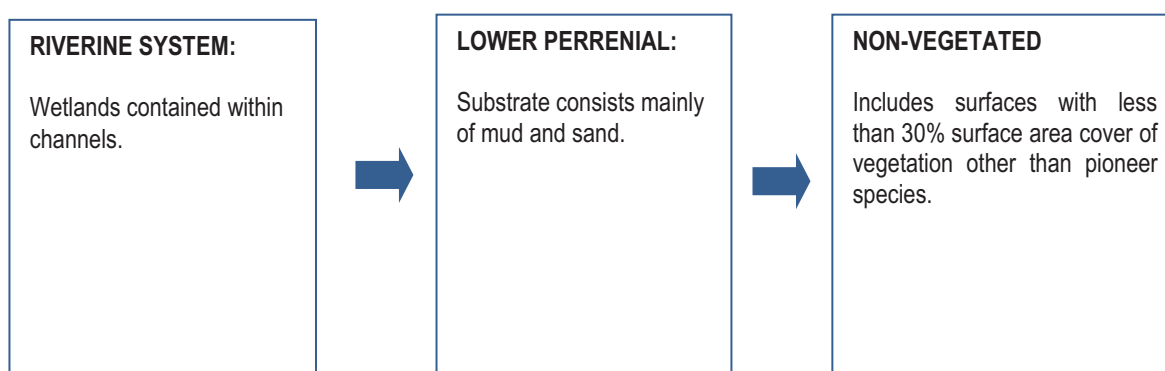 RIVERINE SYSTEM:
Wetlands contained within
channels.
LOWER PERRENIAL:
Substrate consists mainly
of mud and sand.
NON-VEGETATED
Includes surfaces with less
than 30% surface area cover of
vegetation other than pioneer
species.